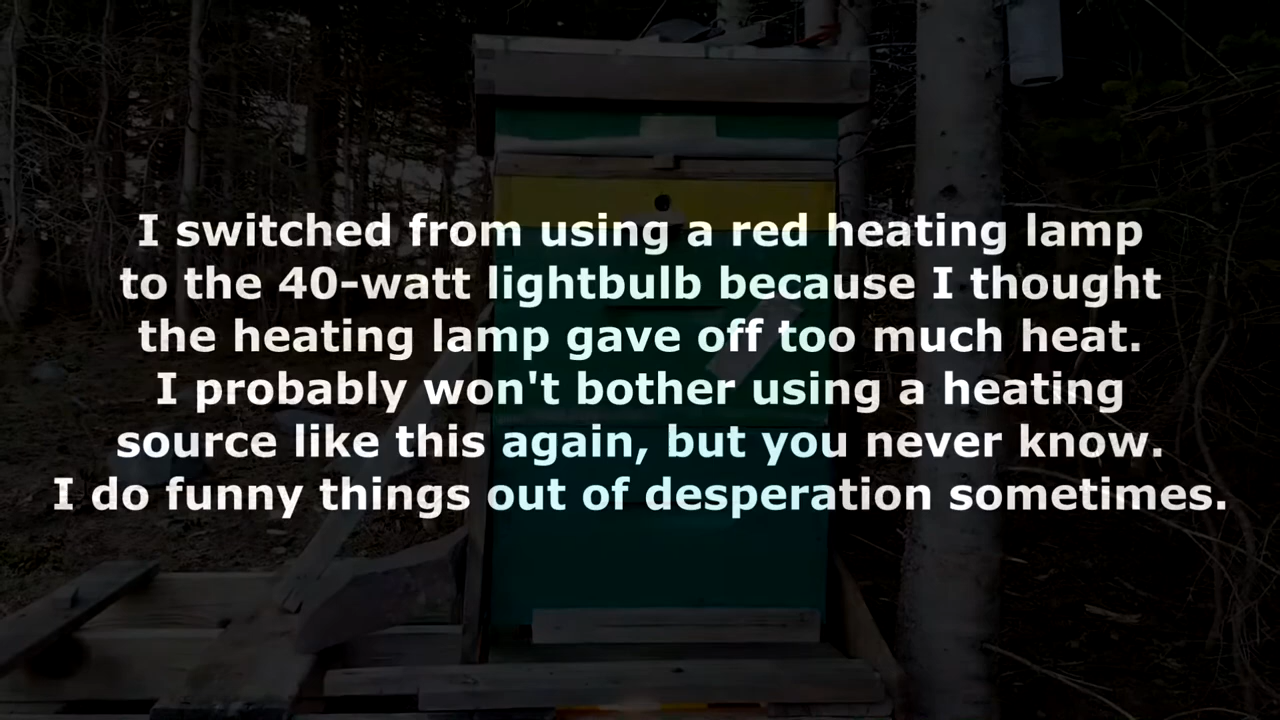 I switched from using a red heating lamp
to the 40-watt lightbulb because I thought
the heating lamp gave off too much heat.
I probably won't bother using a heating
source like this again, but you never know.
I do funny things out of desperation sometimes.